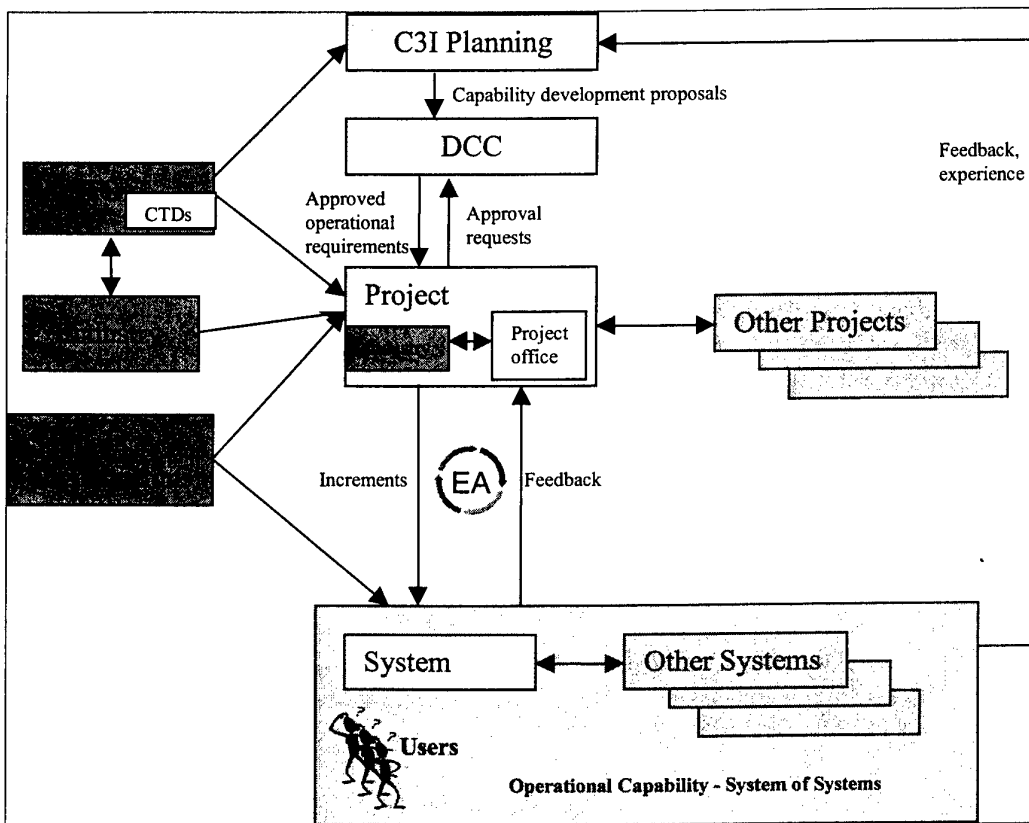 C3I Planning
Capability development proposals
DCC
Feedback,
experience
CTDs
Approved
operational
requirements
Approval
requests
Project
Project
office
Other Projects
Increments
EA
Feedback
System
Other Systems
? ? ?
Users
Operational Capability - System of Systems